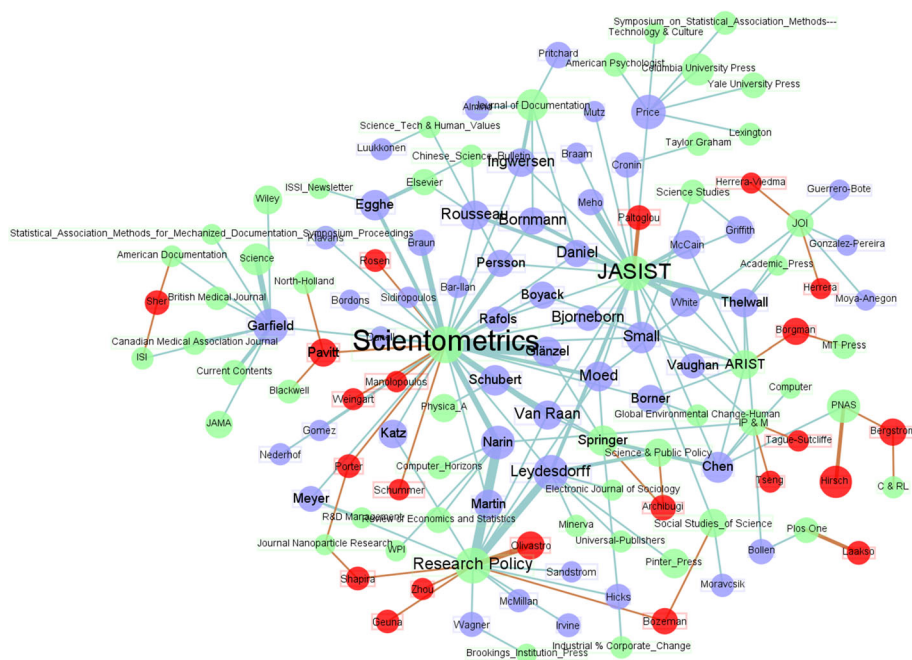 Symposium_on_Statistical_Association_Methods---
Technology & Culture
Pritchard
American Psychologist
Columbia University Press
Yale University Press
Journal of Documentation
Mutz
Price
Science_Tech & Human_Values
Lexington
Luukkonen
Taylor Graham
Chinese_Science_Bulletin
Braam
Ingwersen
Cronin
Herrera-Viedma
Elsevier
ISSI_Newsletter
Science Studies
Guerrero-Bote
Wiley
Egghe
Rousseau
Bornmann
Meho
Paltoglou
JOI
Statistical_Association_Methods_for_Mechanized_Documentation_Symposium_Proceedings
Griffith
Klavans
Braun
McCain
Gonzalez-Pereira
American Documentation
Science
Rosen
Persson
Daniel
Academic_Press
North-Holland
JASIST
Sher
Bar-Ilan
Herrera
Sidiropoulos
Boyack
White
Thelwall
Moya-Anegon
British Medical Journal
Bordons
Rafols
Bjorneborn
Garfield
Small
Borgman
Canadian Medical Association Journal
Scientometrics
MIT Press
ISI
Pavitt
Glänzel
Vaughan
ARIST
Current Contents
Manolopoulos
Schubert
Moed
Blackwell
Weingart
Borner
Computer
JAMA
Physica_A
Van Raan
Global Environmental Change-Human
PNAS
Gomez
Katz
IP & M
Narin
Springer
Bergstrom
Nederhof
Tague-Sutcliffe
Science & Public Policy
Porter
Computer_Horizons
Leydesdorff
Chen
Tseng
Hirsch
Schummer
Electronic Journal of Sociology
C & RL
Meyer
Martin
Archibugi
R&D Management
Review of Economics and Statistics
Minerva
Social Studies_of Science
Plos One
Journal Nanoparticle Research
WPI
Olivastro
Universal-Publishers
Bollen
Laakso
Research Policy
Pinter_Press
Shapira
Sandstrom
Moravcsik
Zhou
McMillan
Hicks
Geuna
Wagner
Irvine
Bozeman
Industrial % Corporate_Change
Brookings_Institution_Press